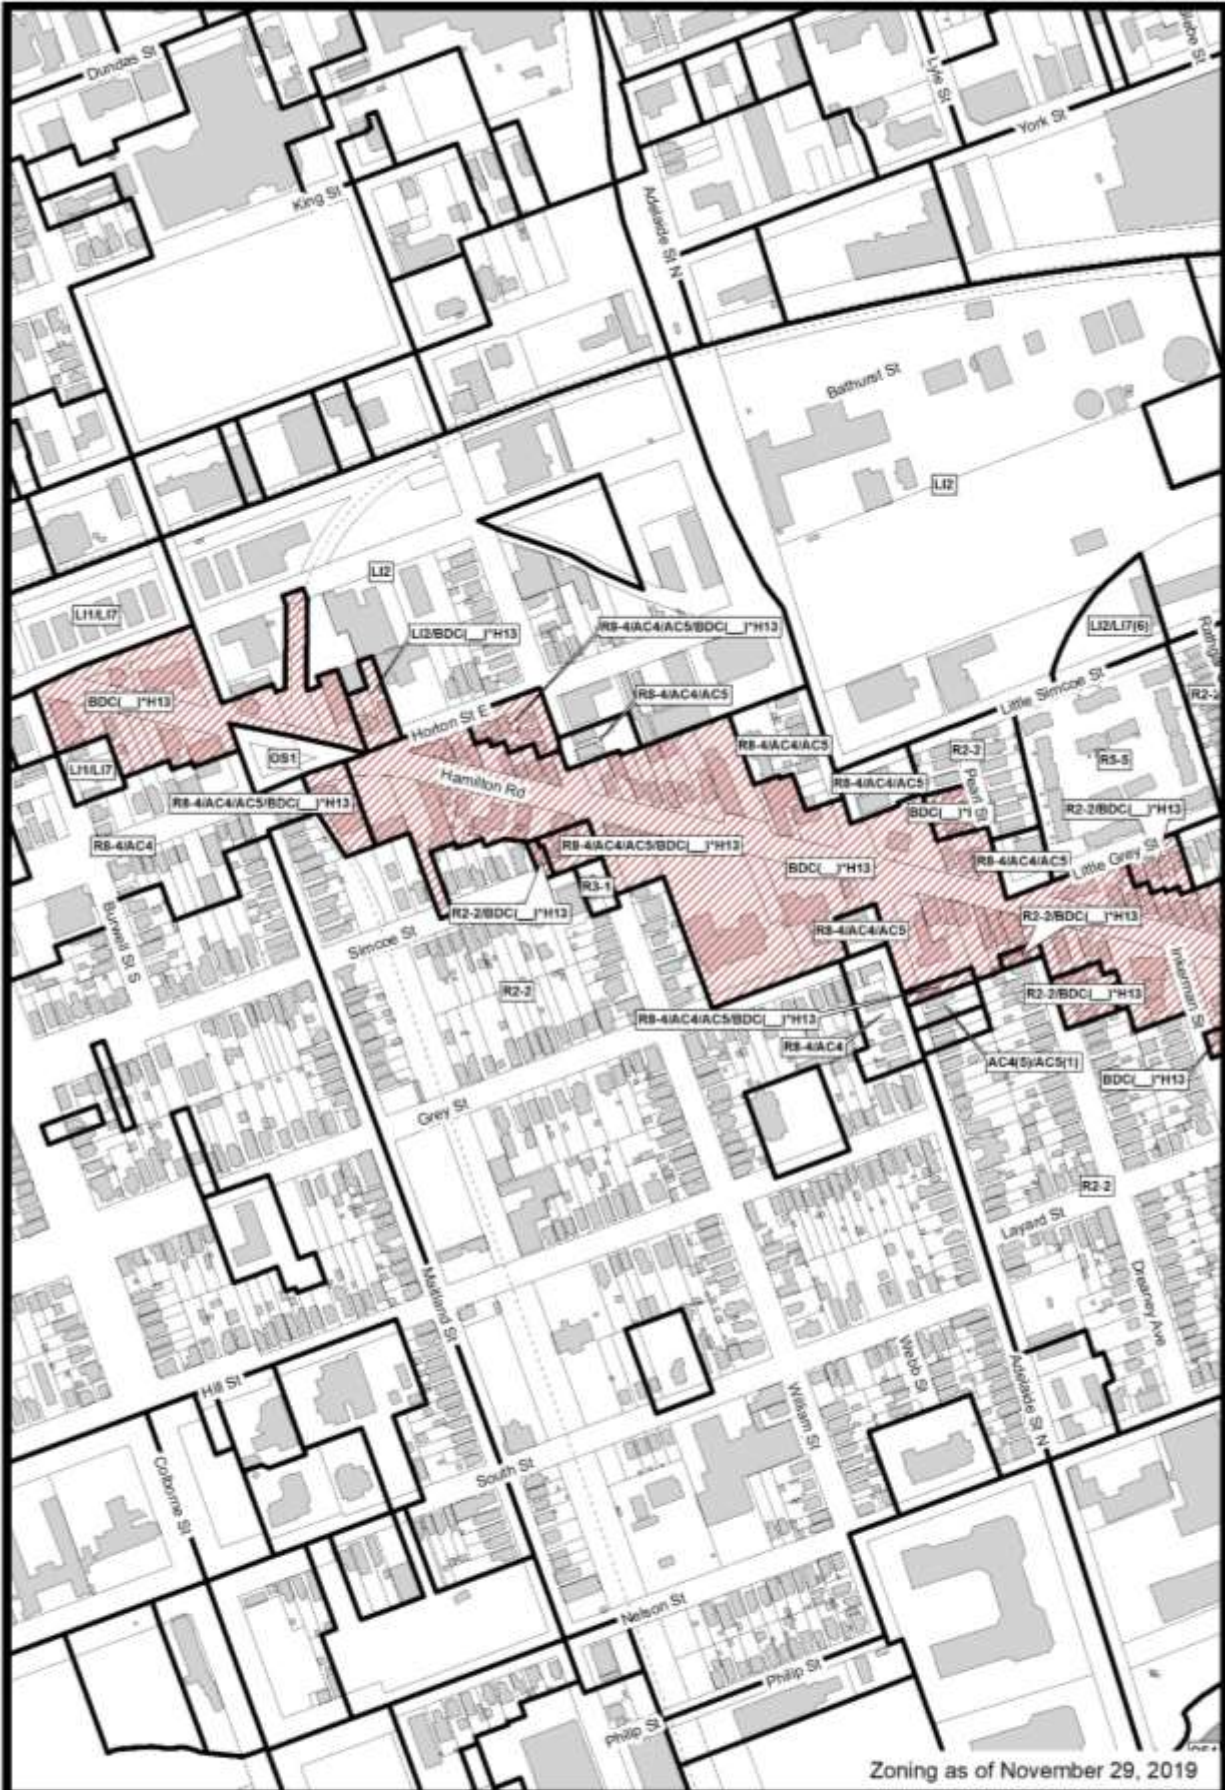 Dundas St
Lyle St
York St
King St
Adelaide St N
Bathurst St
LI2
LI2
LI1/LI7
LI2/BDC(__)*H13
R8-4/AC4/AC5/BDC(__)*H13
LI2/LI7(6)
Little Simcoe St
R8-4/AC4/AC5
BDC(__)*H13
Horton St E
OS1
R8-4/AC4/AC5
R2-2
R5-5
LI1/LI7
Hamilton Rd
R8-4/AC4/AC5
Pearl St
R8-4/AC4/AC5/BDC(__)*H13
R2-2/BDC(__)*H13
R8-4/AC4
R8-4/AC4/AC5/BDC(__)*H13
BDC(__)*H13
R8-4/AC4/AC5
Little Grey St
R3-1
R2-2/BDC(__)*H13
R2-2/BDC(__)*H13
Burwell St S
Simcoe St
R8-4/AC4/AC5
R2-2
R2-2/BDC(__)*H13
Inkerman St
R8-4/AC4/AC5/BDC(__)*H13
R8-4/AC4
AC4(5)/AC5(1)
BDC(__)*H13
Grey St
R2-2
Layard St
Maitland St
Dreaney Ave
Hill St
Webb St
Adelaide St N
William St
South St
Colborne St
Nelson St
Philip St
Philip St
Zoning as of November 29, 2019